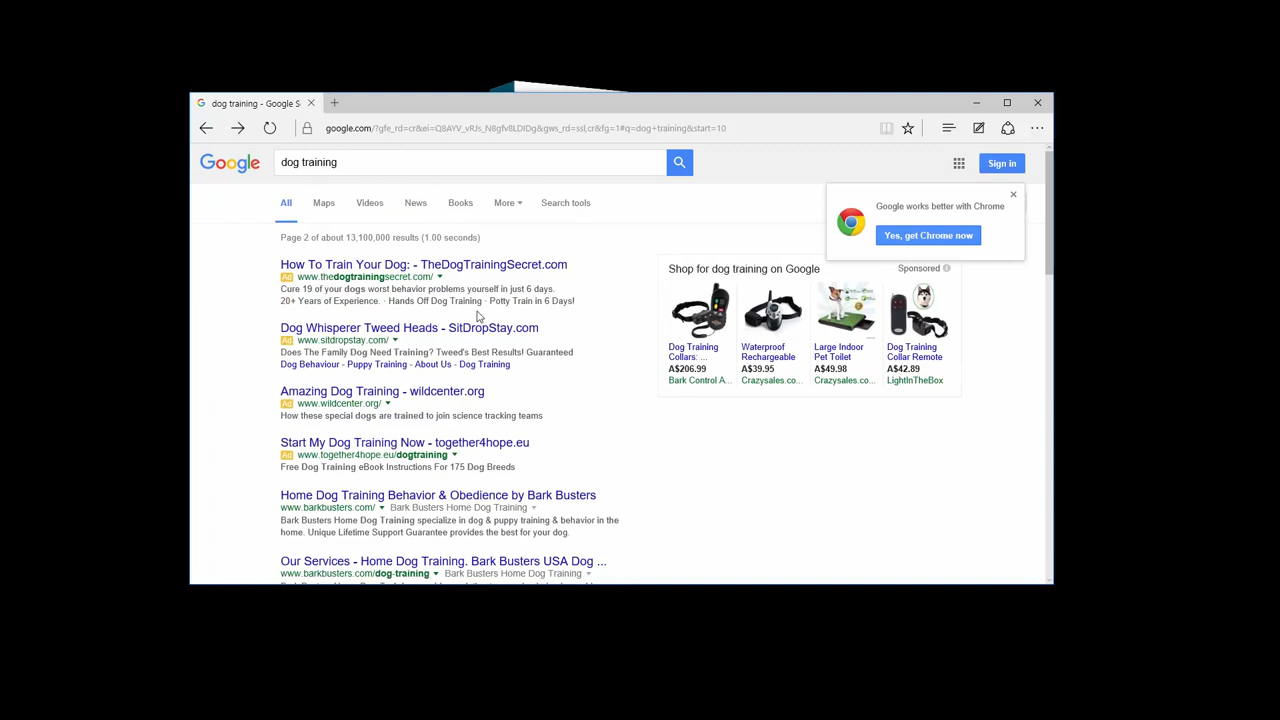 dog training - Google S
google.com/?gfe_rd=cr&ei=Q8AYV_vRJs_N8gfv8LDIDg&gws_rd=ssl,cr&fg=1#q=dog+training&start=10
Google
dog training
Sign in
All Maps Videos News Books More Search tools
Google works better with Chrome
Yes, get Chrome now
Page 2 of about 13,100,000 results (1.00 seconds)
How To Train Your Dog: - TheDogTrainingSecret.com
Ad www.thedogtrainingsecret.com/
Cure 19 of your dogs worst behavior problems yourself in just 6 days.
20+ Years of Experience. · Hands Off Dog Training · Potty Train in 6 Days!
Dog Whisperer Tweed Heads - SitDropStay.com
Ad www.sitdropstay.com/
Does The Family Dog Need Training? Tweed's Best Results! Guaranteed
Dog Behaviour - Puppy Training - About Us - Dog Training
Amazing Dog Training - wildcenter.org
Ad www.wildcenter.org/
How these special dogs are trained to join science tracking teams
Start My Dog Training Now - together4hope.eu
Ad www.together4hope.eu/dogtraining
Free Dog Training eBook Instructions For 175 Dog Breeds
Home Dog Training Behavior & Obedience by Bark Busters
www.barkbusters.com/ Bark Busters Home Dog Training
Bark Busters Home Dog Training specialize in dog & puppy training & behavior in the
home. Unique Lifetime Support Guarantee provides the best for your dog.
Our Services - Home Dog Training. Bark Busters USA Dog ...
www.barkbusters.com/dog-training Bark Busters Home Dog Training
Shop for dog training on Google
Sponsored
Dog Training
Collars: ...
A$206.99
Bark Control A...
Waterproof
Rechargeable
A$39.95
Crazysales.co...
Large Indoor
Pet Toilet
A$49.98
Crazysales.co...
Dog Training
Collar Remote
A$42.89
LightInTheBox